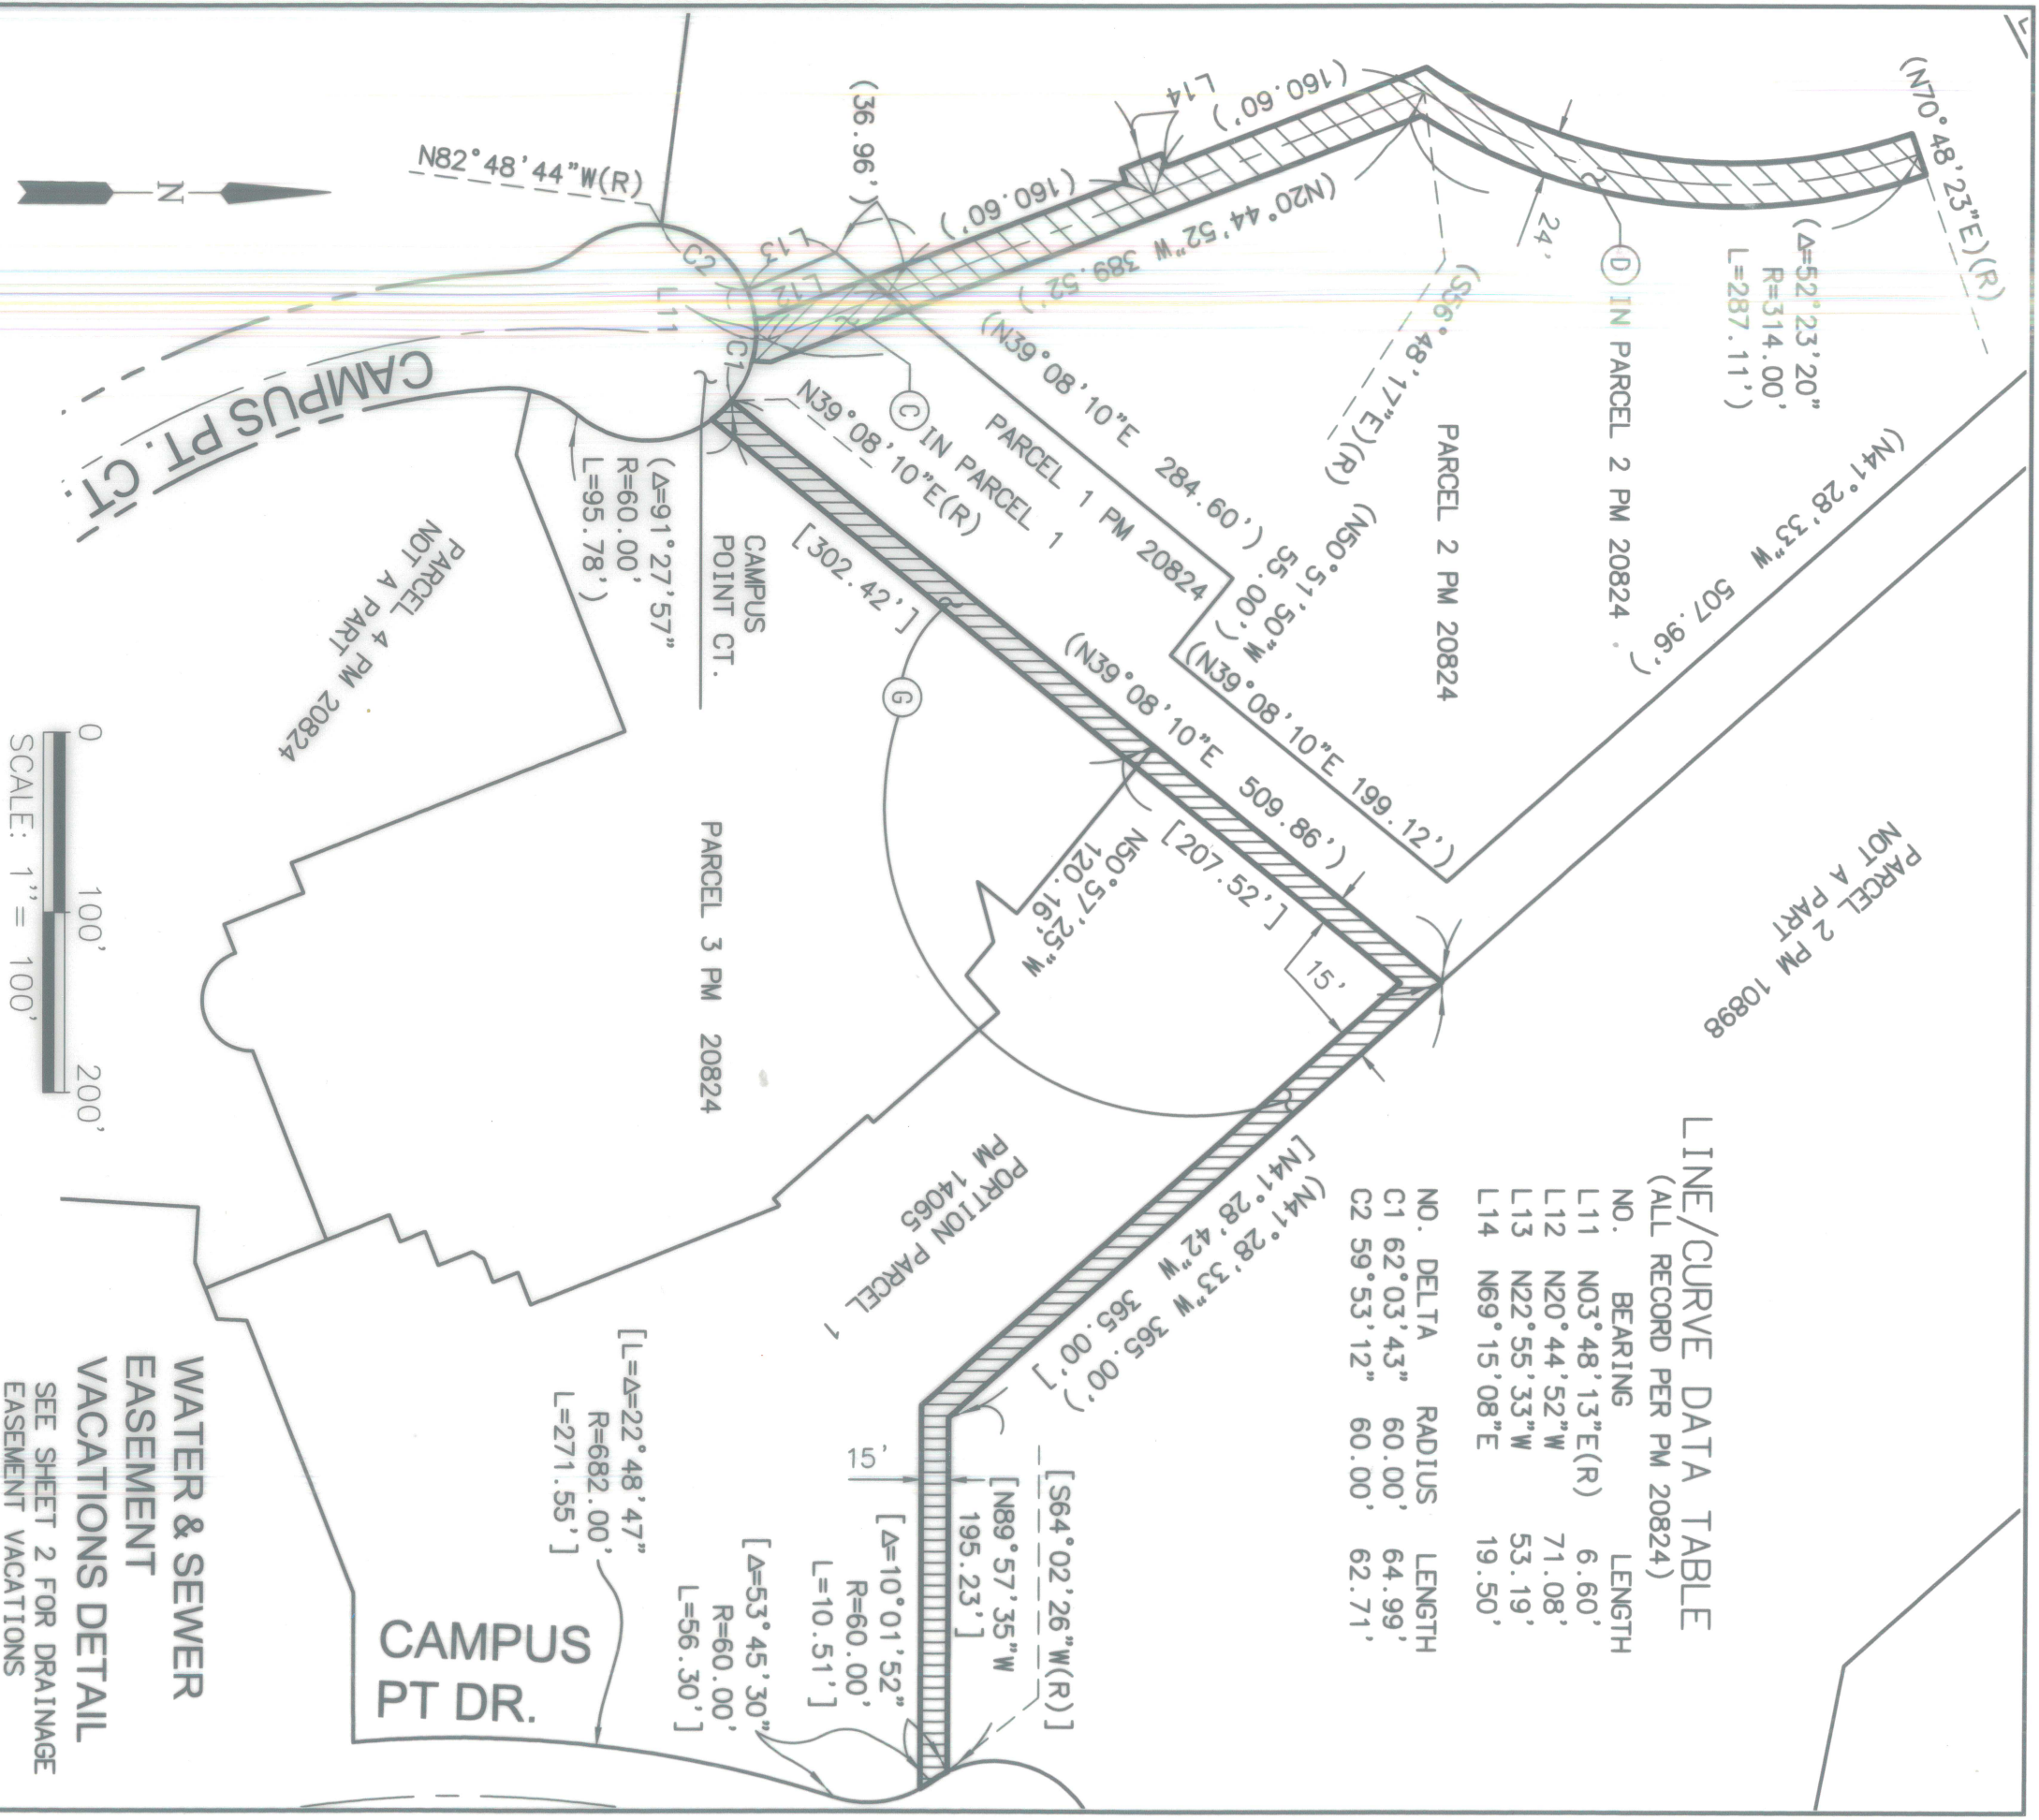 (N70°48'23"E)(R)
(Δ=52°23'20"
R=314.00'
L=287.11')
24'
D IN PARCEL 2 PM 20824
(S56°48'17"E)(R)
PARCEL 2 PM 20824
(N41°28'33"W 507.96')
PARCEL 2 PM 10898
NOT A PART
(160.60')
L14
(160.60')
(N20°44'52"W 389.52')
(36.96')
(N39°08'10"E 284.60')
(N50°51'50"W
55.00')
(N39°08'10"E 199.12')
PARCEL 1 PM 20824
C IN PARCEL 1
N39°08'10"E(R)
N82°48'44"W(R)
N
L13
L12
L11
C2
C1
CAMPUS PT. CT.
CAMPUS
POINT CT.
(Δ=91°27'57"
R=60.00'
L=95.78')
[302.42']
G
(N39°08'10"E 509.86')
[207.52']
15'
N50°57'25"W
120.16'
PARCEL 4 PM 20824
NOT A PART
PARCEL 3 PM 20824
PORTION PARCEL 1
PM 14065
(N41°28'33"W 365.00')
[N41°28'42"W 365.00']
LINE/CURVE DATA TABLE
(ALL RECORD PER PM 20824)
NO. BEARING LENGTH
L11 N03°48'13"E(R) 6.60'
L12 N20°44'52"W 71.08'
L13 N22°55'33"W 53.19'
L14 N69°15'08"E 19.50'
NO. DELTA RADIUS LENGTH
C1 62°03'43" 60.00' 64.99'
C2 59°53'12" 60.00' 62.71'
[S64°02'26"W(R)]
[N89°57'35"W
195.23']
15'
[Δ=10°01'52"
R=60.00'
L=10.51']
[Δ=53°45'30"
R=60.00'
L=56.30']
[L=Δ=22°48'47"
R=682.00'
L=271.55']
CAMPUS
PT DR.
0 100' 200'
SCALE: 1"= 100'
WATER & SEWER
EASEMENT
VACATIONS DETAIL
SEE SHEET 2 FOR DRAINAGE
EASEMENT VACATIONS